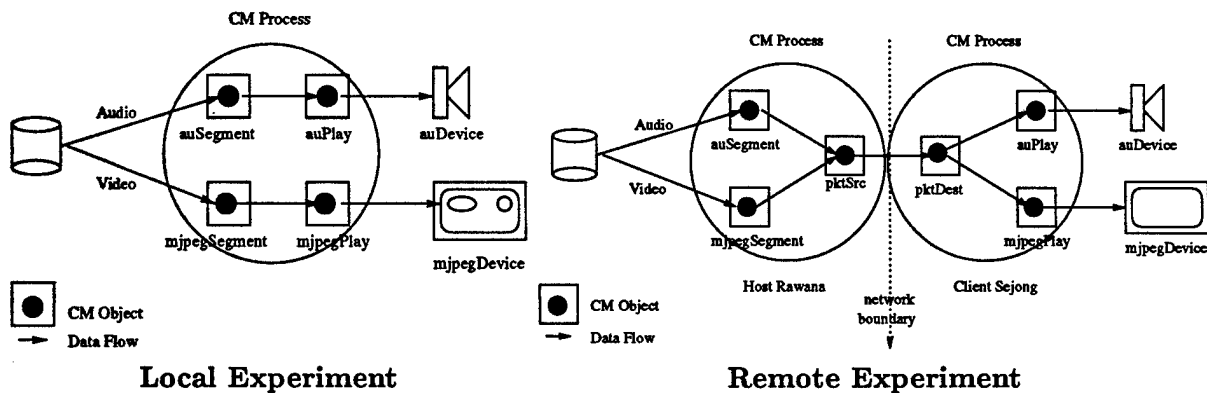 CM Process
Audio
auSegment
auPlay
auDevice
Video
mjpegSegment
mjpegPlay
mjpegDevice
CM Object
Data Flow
Local Experiment
CM Process
CM Process
Audio
auSegment
auPlay
auDevice
Video
pktSrc
pktDest
mjpegSegment
mjpegPlay
mjpegDevice
Host Rawana
network
boundary
Client Sejong
CM Object
Data Flow
Remote Experiment